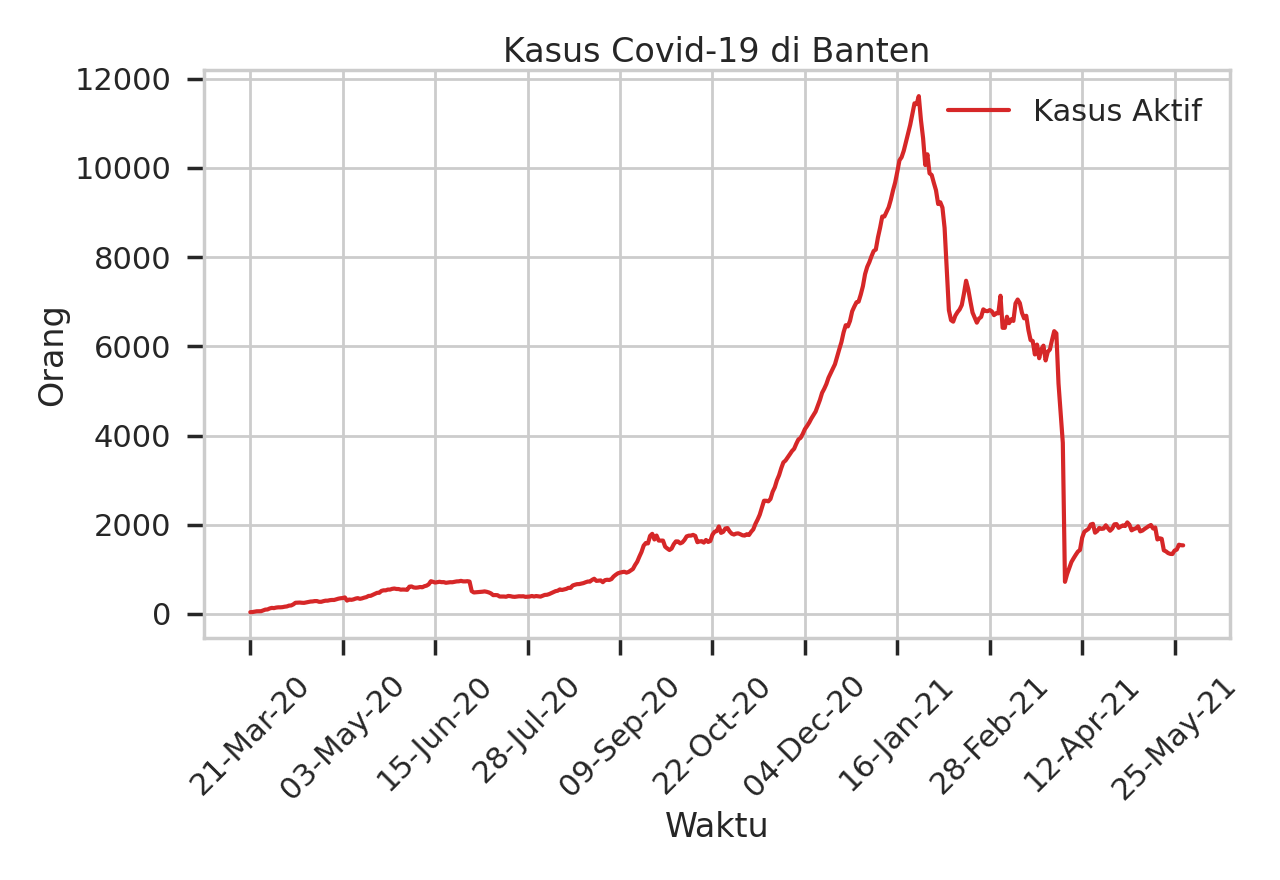 Kasus Covid-19 di Banten
Kasus Aktif
12000
10000
8000
6000
4000
2000
0
Orang
21-Mar-20
03-May-20
15-Jun-20
28-Jul-20
09-Sep-20
22-Oct-20
04-Dec-20
16-Jan-21
28-Feb-21
12-Apr-21
25-May-21
Waktu